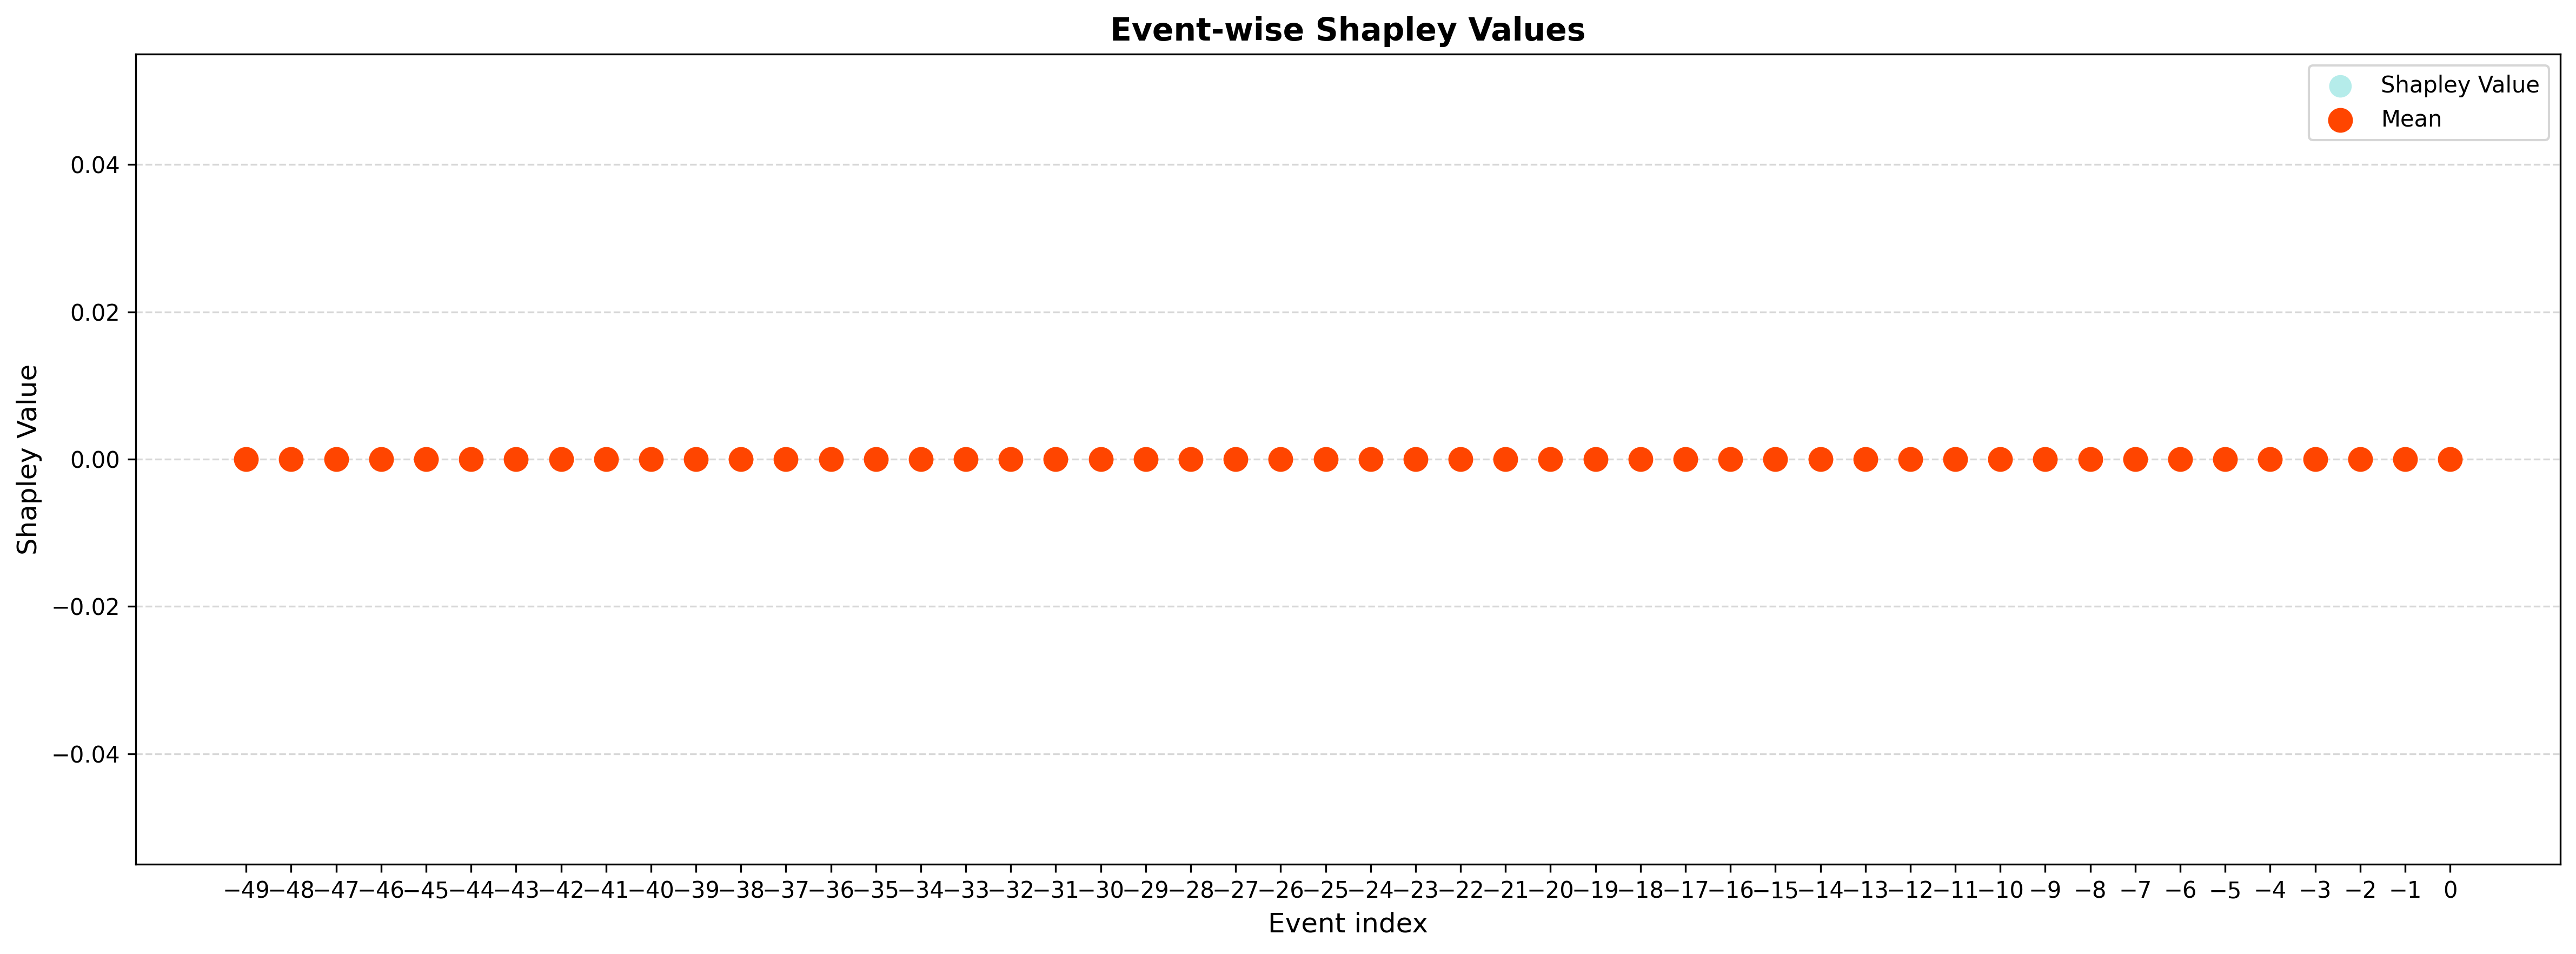 Event-wise Shapley Values
Shapley Value
Mean
0.04
0.02
0.00
−0.02
−0.04
Shapley Value
−49 −48 −47 −46 −45 −44 −43 −42 −41 −40 −39 −38 −37 −36 −35 −34 −33 −32 −31 −30 −29 −28 −27 −26 −25 −24 −23 −22 −21 −20 −19 −18 −17 −16 −15 −14 −13 −12 −11 −10 −9 −8 −7 −6 −5 −4 −3 −2 −1 0
Event index